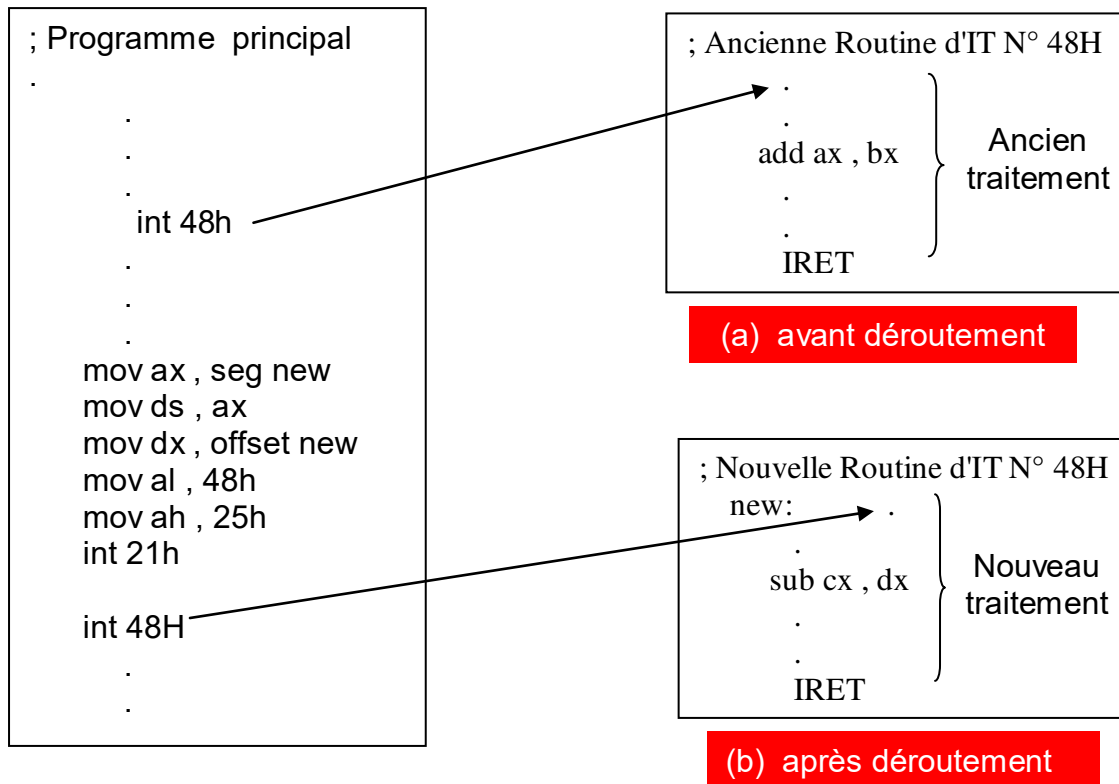 ; Programme principal
.
.
.
.
int 48h
.
.
.
mov ax , seg new
mov ds , ax
mov dx , offset new
mov al , 48h
mov ah , 25h
int 21h
int 48H
.
.
; Ancienne Routine d'IT N° 48H
.
.
add ax , bx
.
.
IRET
Ancien
traitement
(a) avant déroutement
; Nouvelle Routine d'IT N° 48H
new: .
.
sub cx , dx
.
.
IRET
Nouveau
traitement
(b) après déroutement